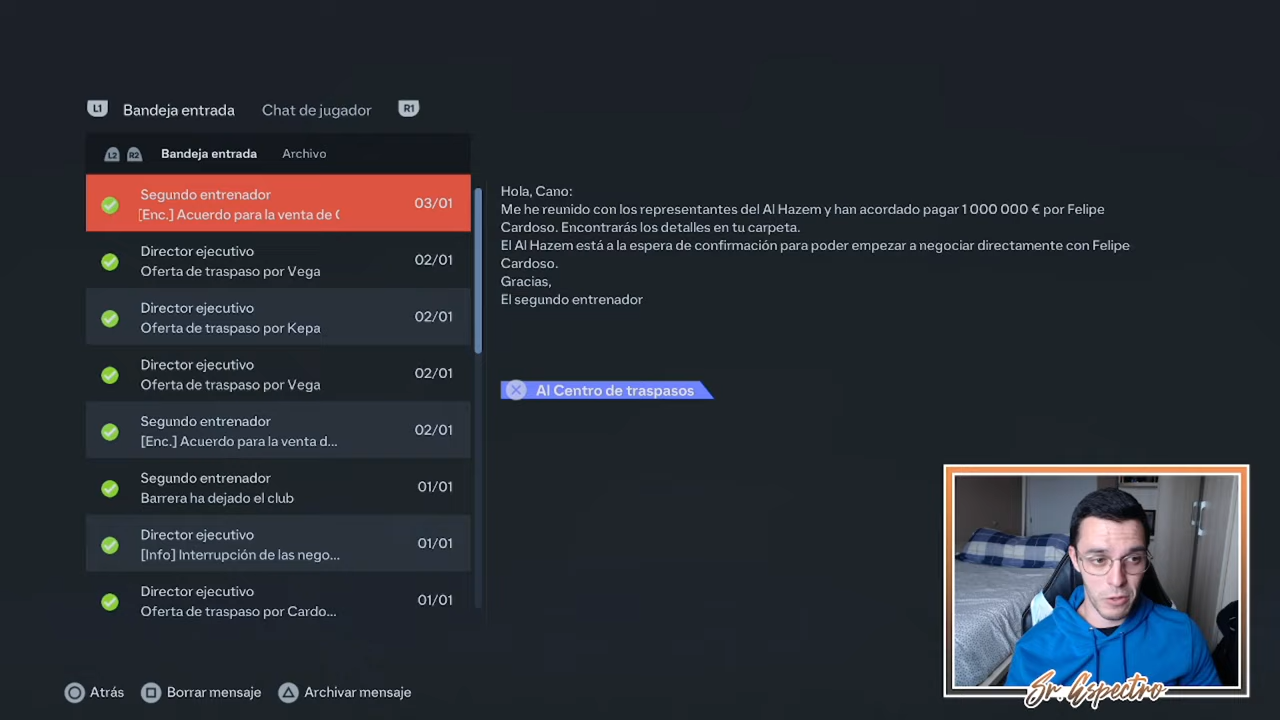 L1 Bandeja entrada Chat de jugador R1
L2 R2 Bandeja entrada Archivo
Segundo entrenador
[Enc.] Acuerdo para la venta de C
03/01
Director ejecutivo
Oferta de traspaso por Vega
02/01
Director ejecutivo
Oferta de traspaso por Kepa
02/01
Director ejecutivo
Oferta de traspaso por Vega
02/01
Segundo entrenador
[Enc.] Acuerdo para la venta d...
02/01
Segundo entrenador
Barrera ha dejado el club
01/01
Director ejecutivo
[Info] Interrupción de las nego...
01/01
Director ejecutivo
Oferta de traspaso por Cardo...
01/01
Hola, Cano:
Me he reunido con los representantes del Al Hazem y han acordado pagar 1 000 000 € por Felipe
Cardoso. Encontrarás los detalles en tu carpeta.
El Al Hazem está a la espera de confirmación para poder empezar a negociar directamente con Felipe
Cardoso.
Gracias,
El segundo entrenador
Al Centro de traspasos
Atrás Borrar mensaje Archivar mensaje
Sr. Aspectro